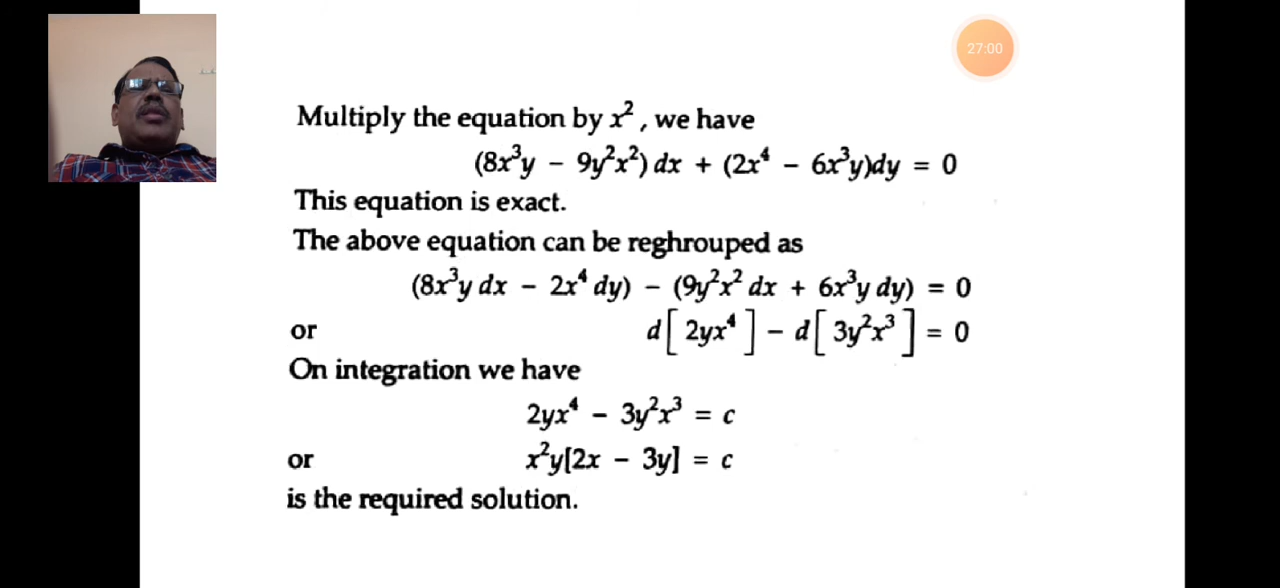 27:00
Multiply the equation by x², we have
(8x³y − 9y²x²) dx + (2x⁴ − 6x³y)dy = 0
This equation is exact.
The above equation can be reghrouped as
(8x³y dx − 2x⁴ dy) − (9y²x² dx + 6x³y dy) = 0
or d[ 2yx⁴ ] − d[ 3y²x³ ] = 0
On integration we have
2yx⁴ − 3y²x³ = c
or x²y[2x − 3y] = c
is the required solution.